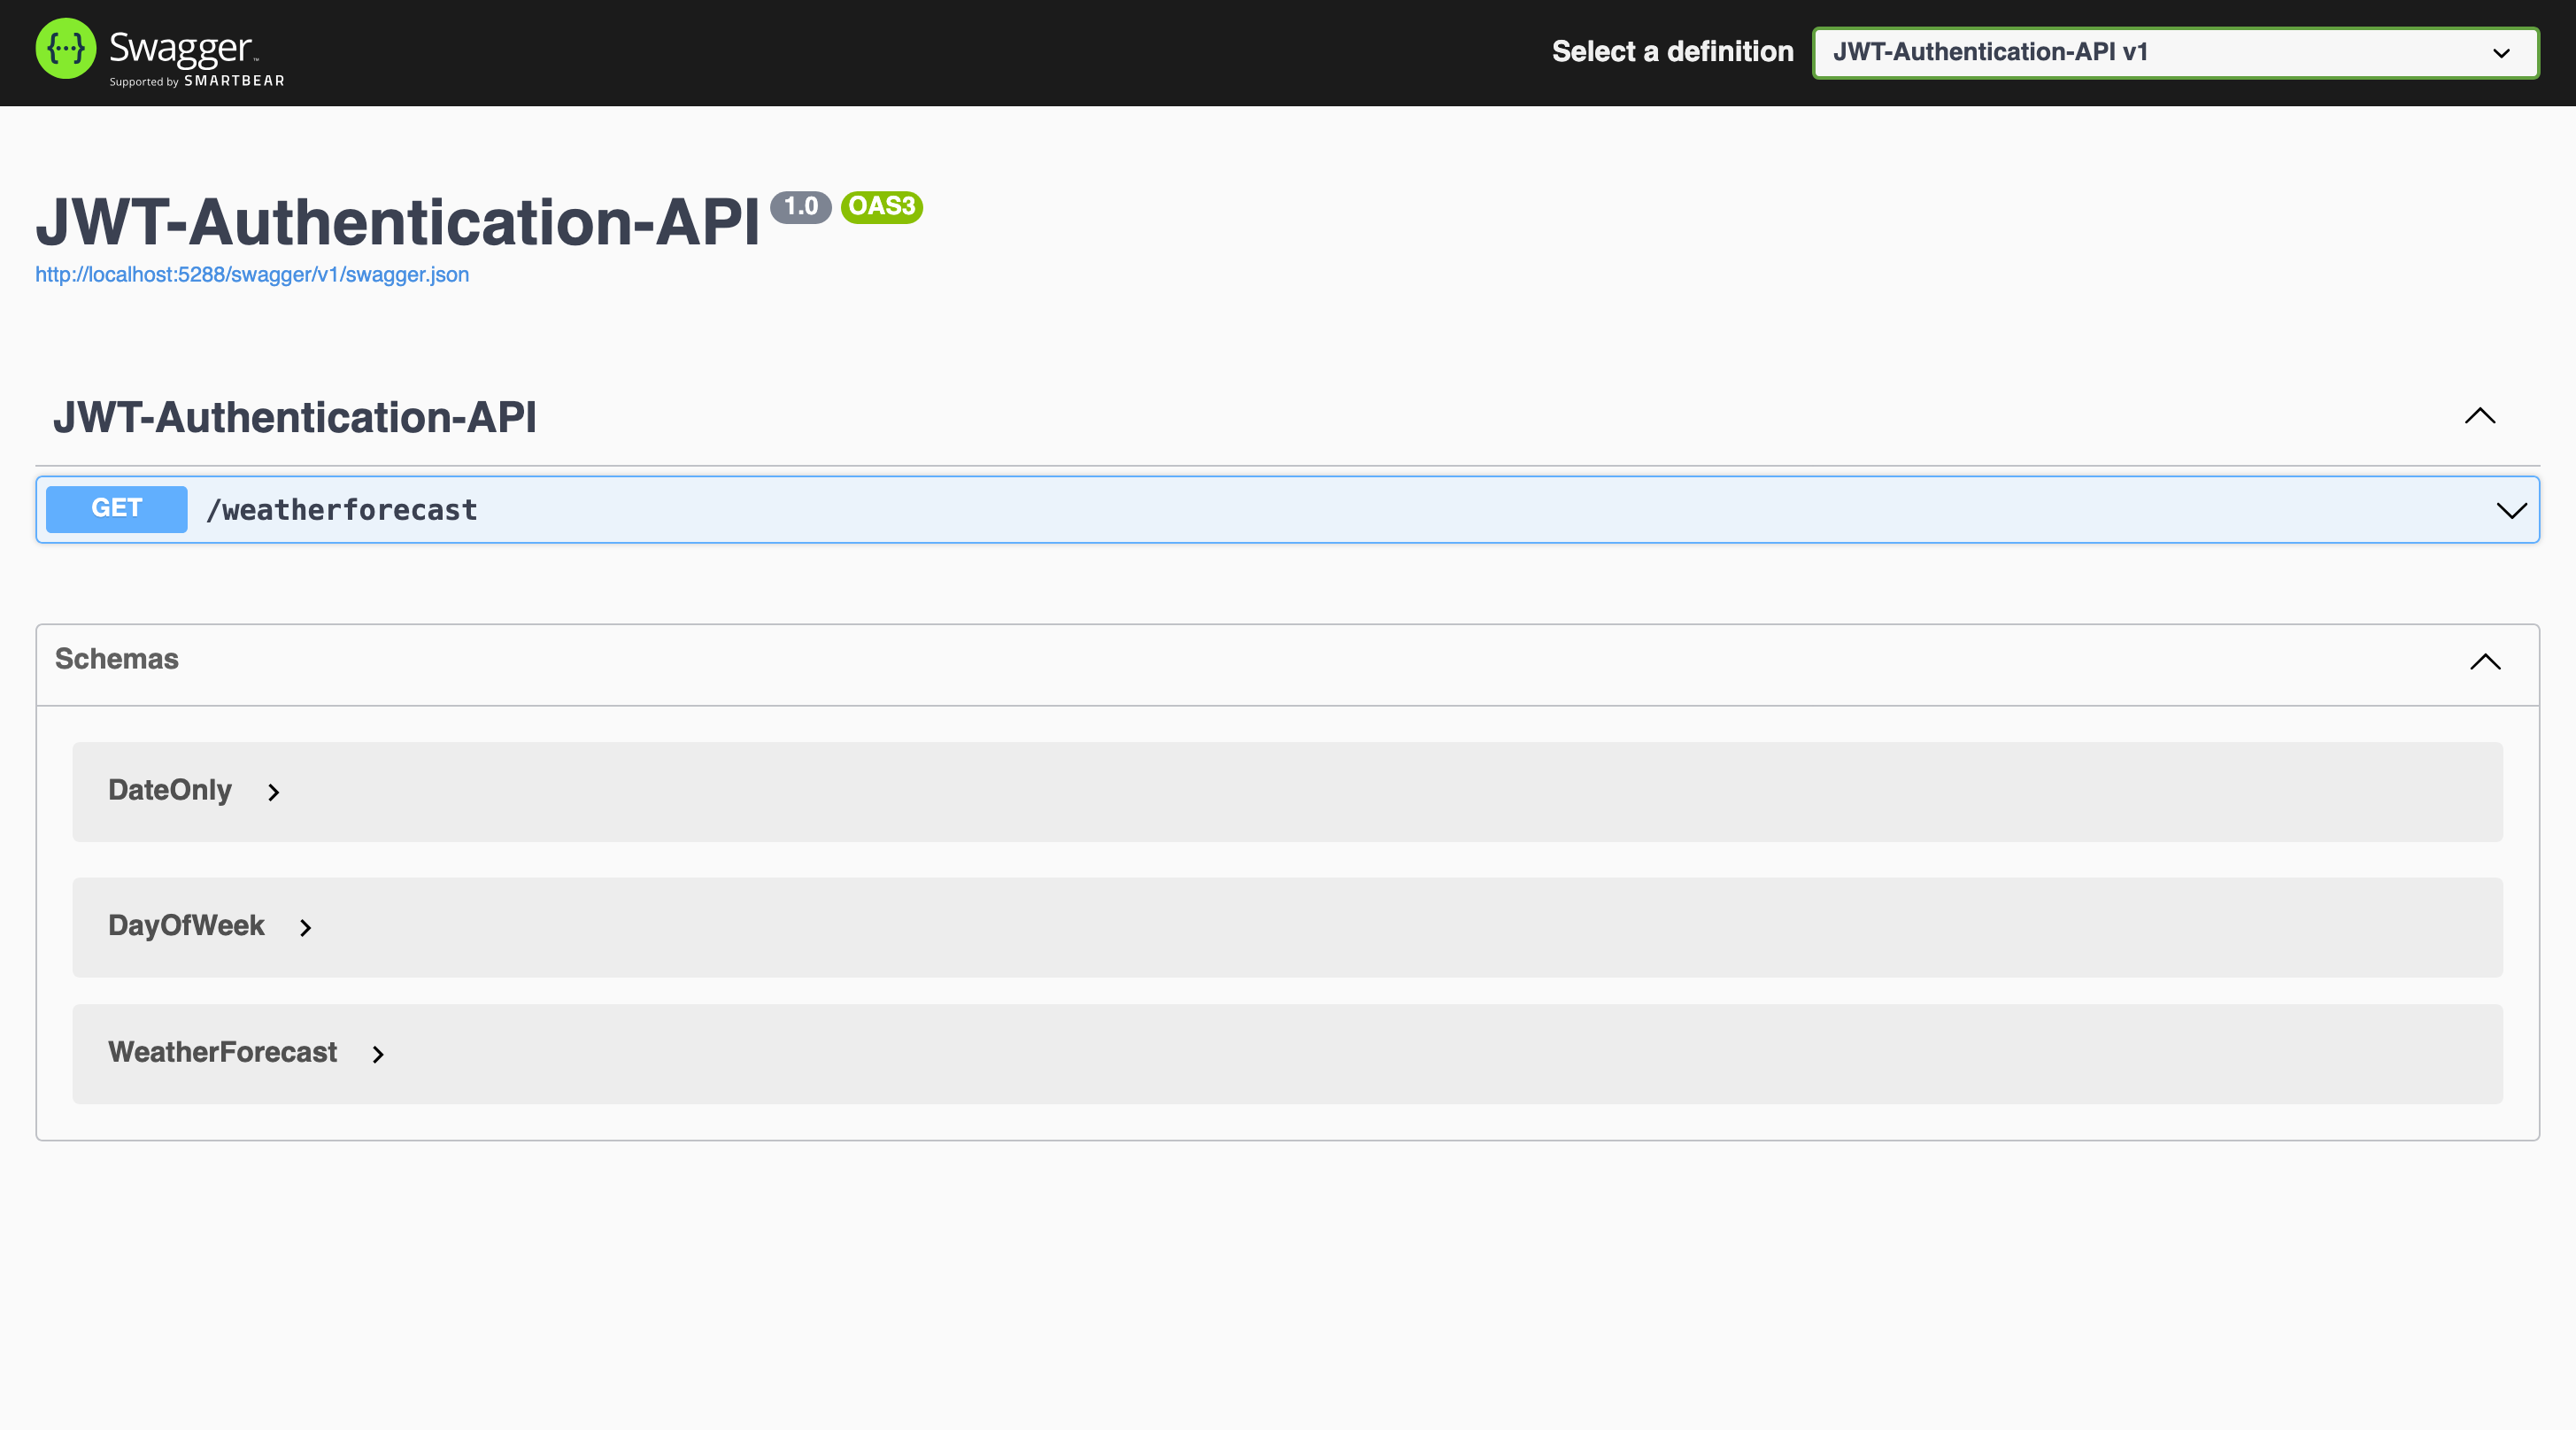 Swagger™
Supported by SMARTBEAR
Select a definition
JWT-Authentication-API v1
JWT-Authentication-API 1.0 OAS3
http://localhost:5288/swagger/v1/swagger.json
JWT-Authentication-API
GET /weatherforecast
Schemas
DateOnly
DayOfWeek
WeatherForecast